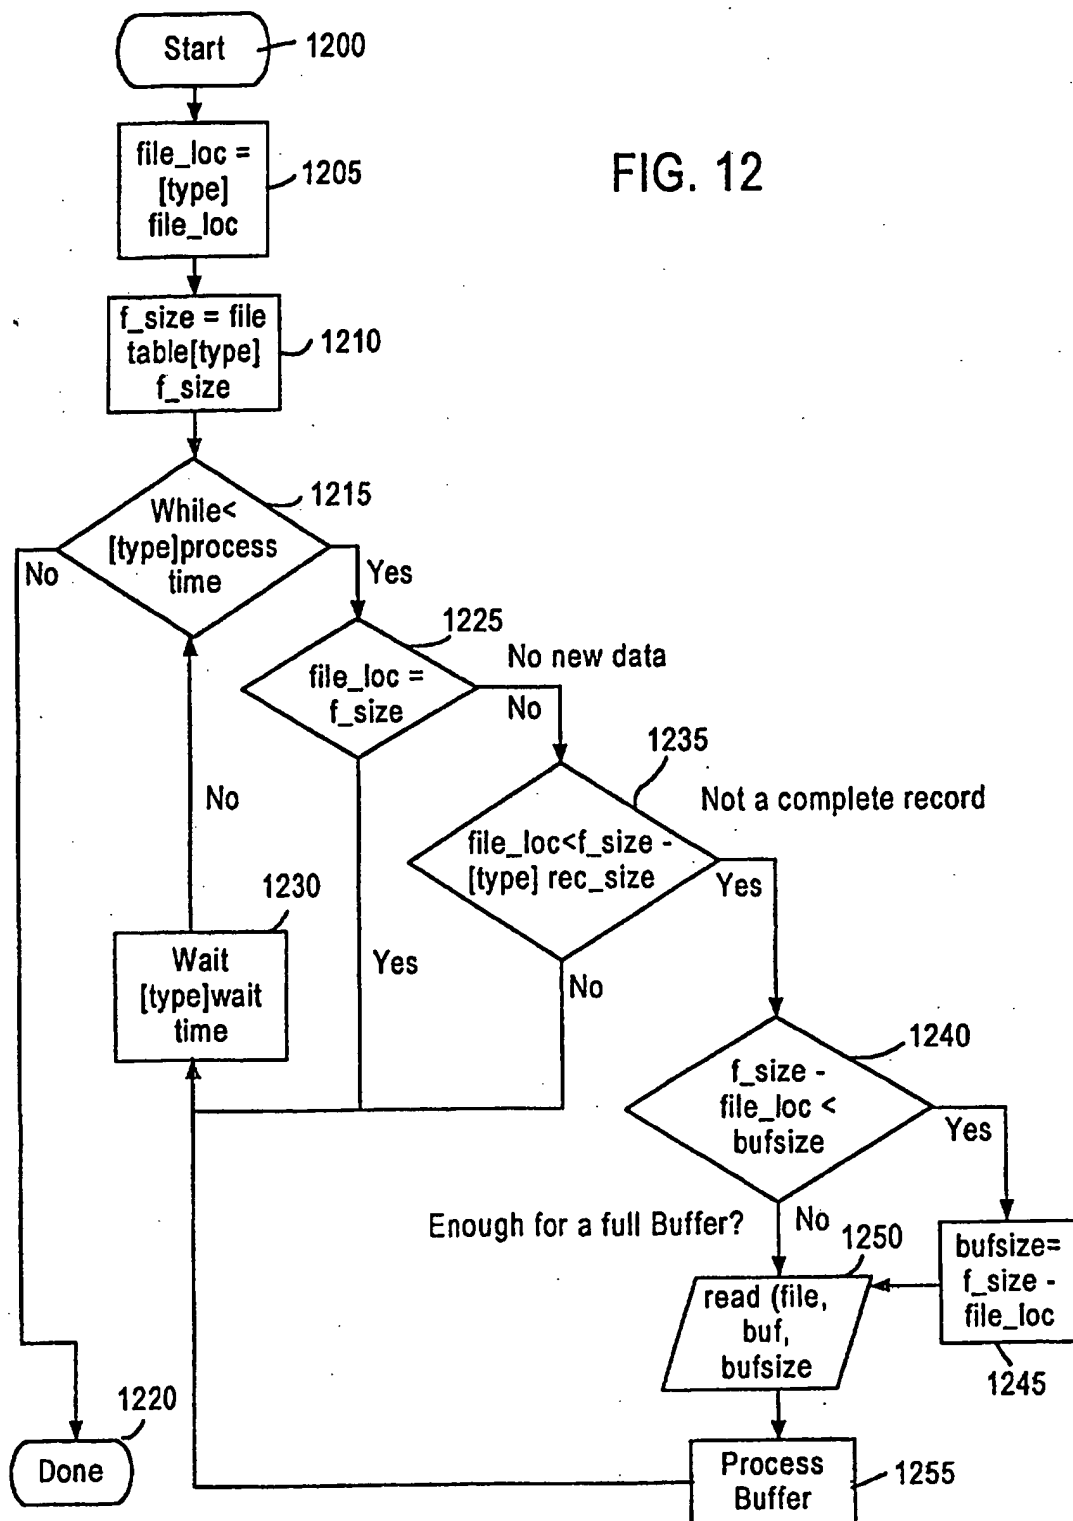 Start
1200
file_loc =
[type]
file_loc
1205
FIG. 12
f_size = file
table[type]
f_size
1210
While<
[type]process
time
1215
No
Yes
file_loc =
f_size
1225
No new data
No
file_loc<f_size -
[type] rec_size
1235
Not a complete record
Yes
No
Wait
[type]wait
time
1230
No
Yes
f_size -
file_loc <
bufsize
1240
Yes
Enough for a full Buffer?
No
bufsize=
f_size -
file_loc
1245
read (file,
buf,
bufsize
1250
Process
Buffer
1255
Done
1220